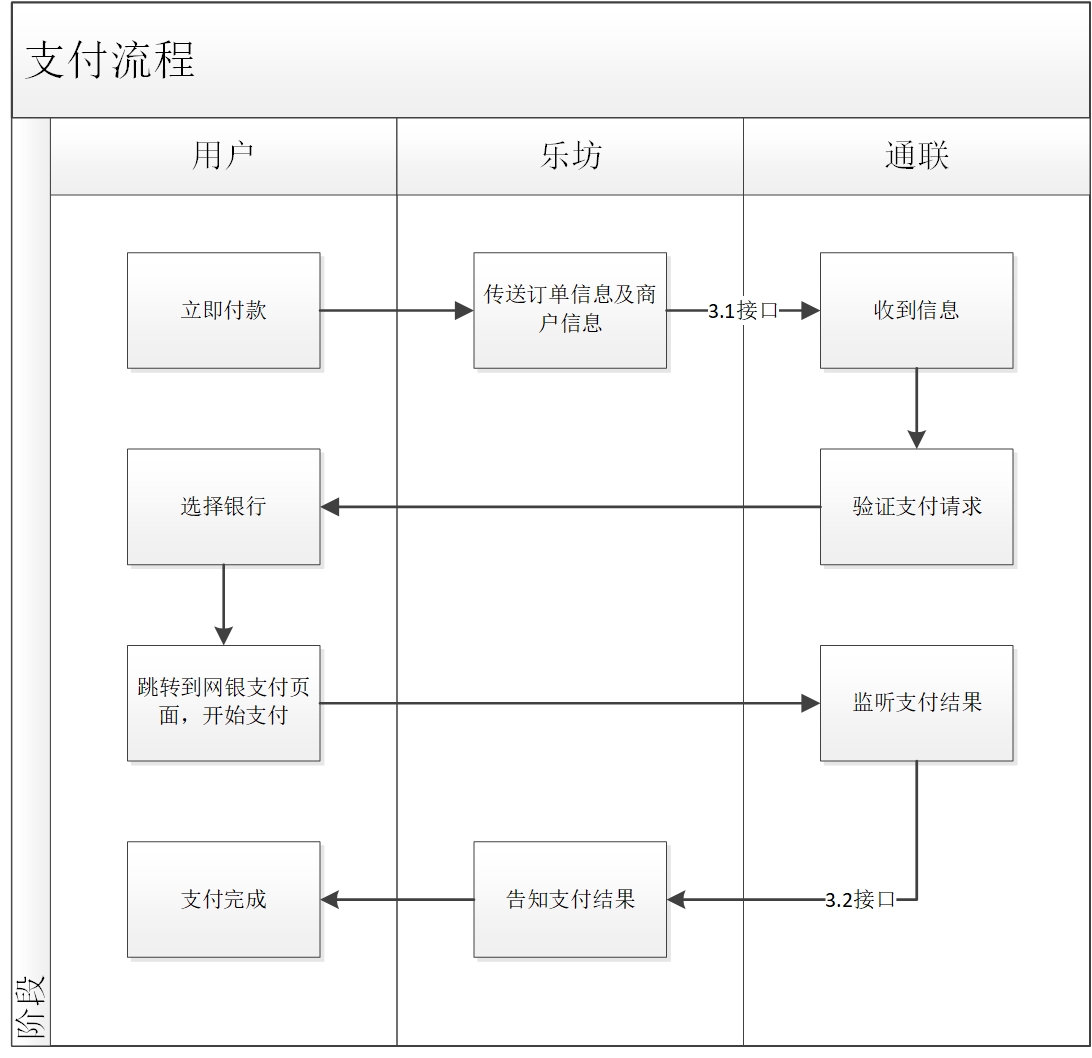 支付流程
用户
乐坊
通联
立即付款
传送订单信息及商
户信息
3.1接口
收到信息
选择银行
验证支付请求
跳转到网银支付页
面，开始支付
监听支付结果
支付完成
告知支付结果
3.2接口
阶段